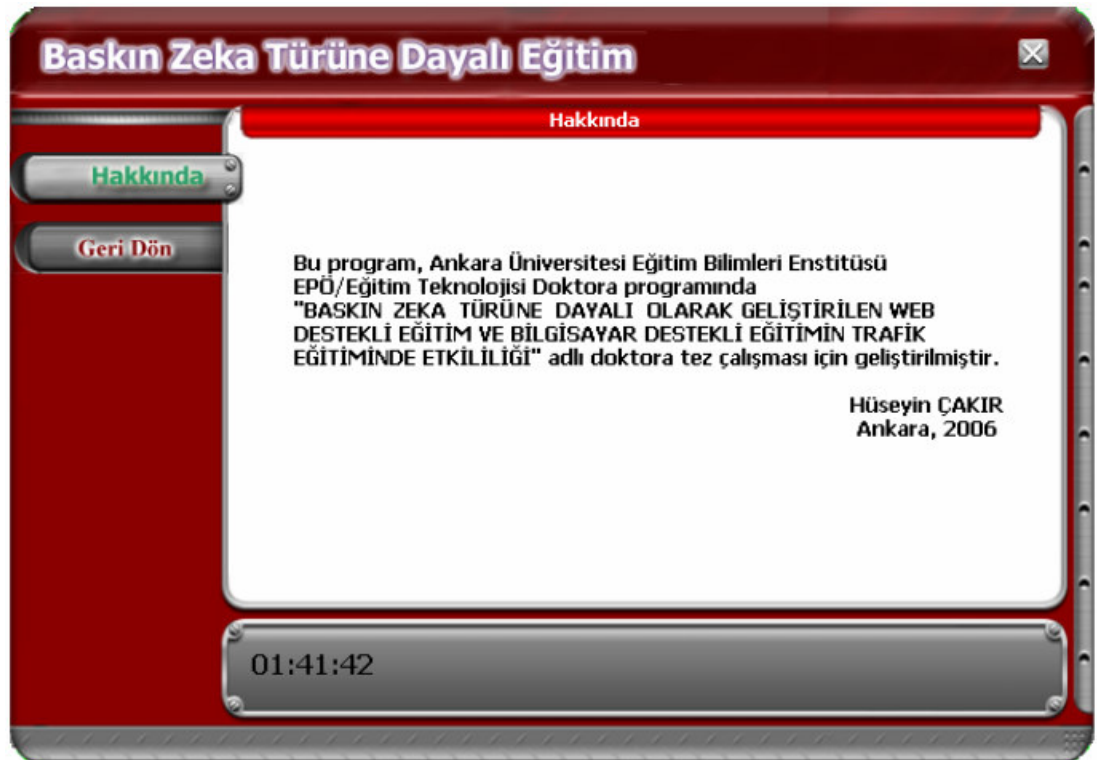 Baskın Zeka Türüne Dayalı Eğitim
Hakkında
Hakkında
Geri Dön
Bu program, Ankara Üniversitesi Eğitim Bilimleri Enstitüsü
EPÖ/Eğitim Teknolojisi Doktora programında
"BASKIN ZEKA TÜRÜNE DAYALI OLARAK GELİŞTİRİLEN WEB
DESTEKLİ EĞİTİM VE BİLGİSAYAR DESTEKLİ EĞİTİMİN TRAFİK
EĞİTİMİNDE ETKİLİLİĞİ" adlı doktora tez çalışması için geliştirilmiştir.
Hüseyin ÇAKIR
Ankara, 2006
01:41:42